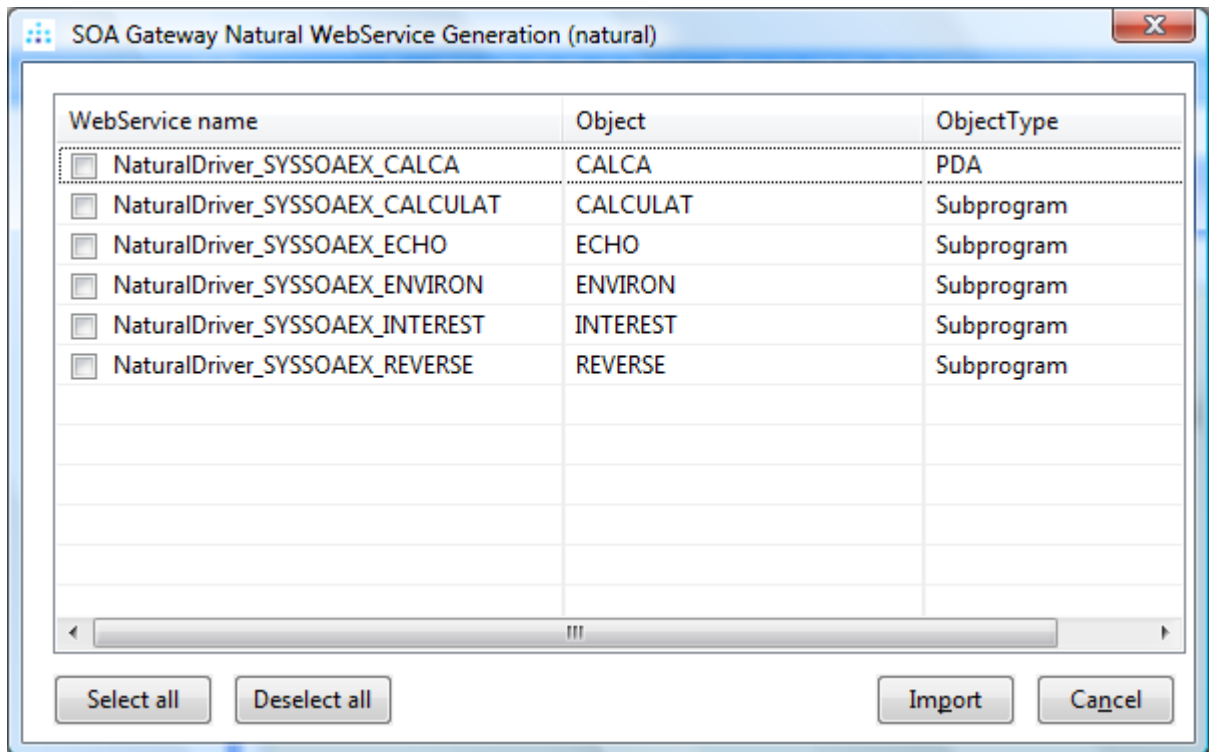 SOA Gateway Natural WebService Generation (natural)
WebService name Object ObjectType
NaturalDriver_SYSSOAEX_CALCA CALCA PDA
NaturalDriver_SYSSOAEX_CALCULAT CALCULAT Subprogram
NaturalDriver_SYSSOAEX_ECHO ECHO Subprogram
NaturalDriver_SYSSOAEX_ENVIRON ENVIRON Subprogram
NaturalDriver_SYSSOAEX_INTEREST INTEREST Subprogram
NaturalDriver_SYSSOAEX_REVERSE REVERSE Subprogram
Select all Deselect all Import Cancel